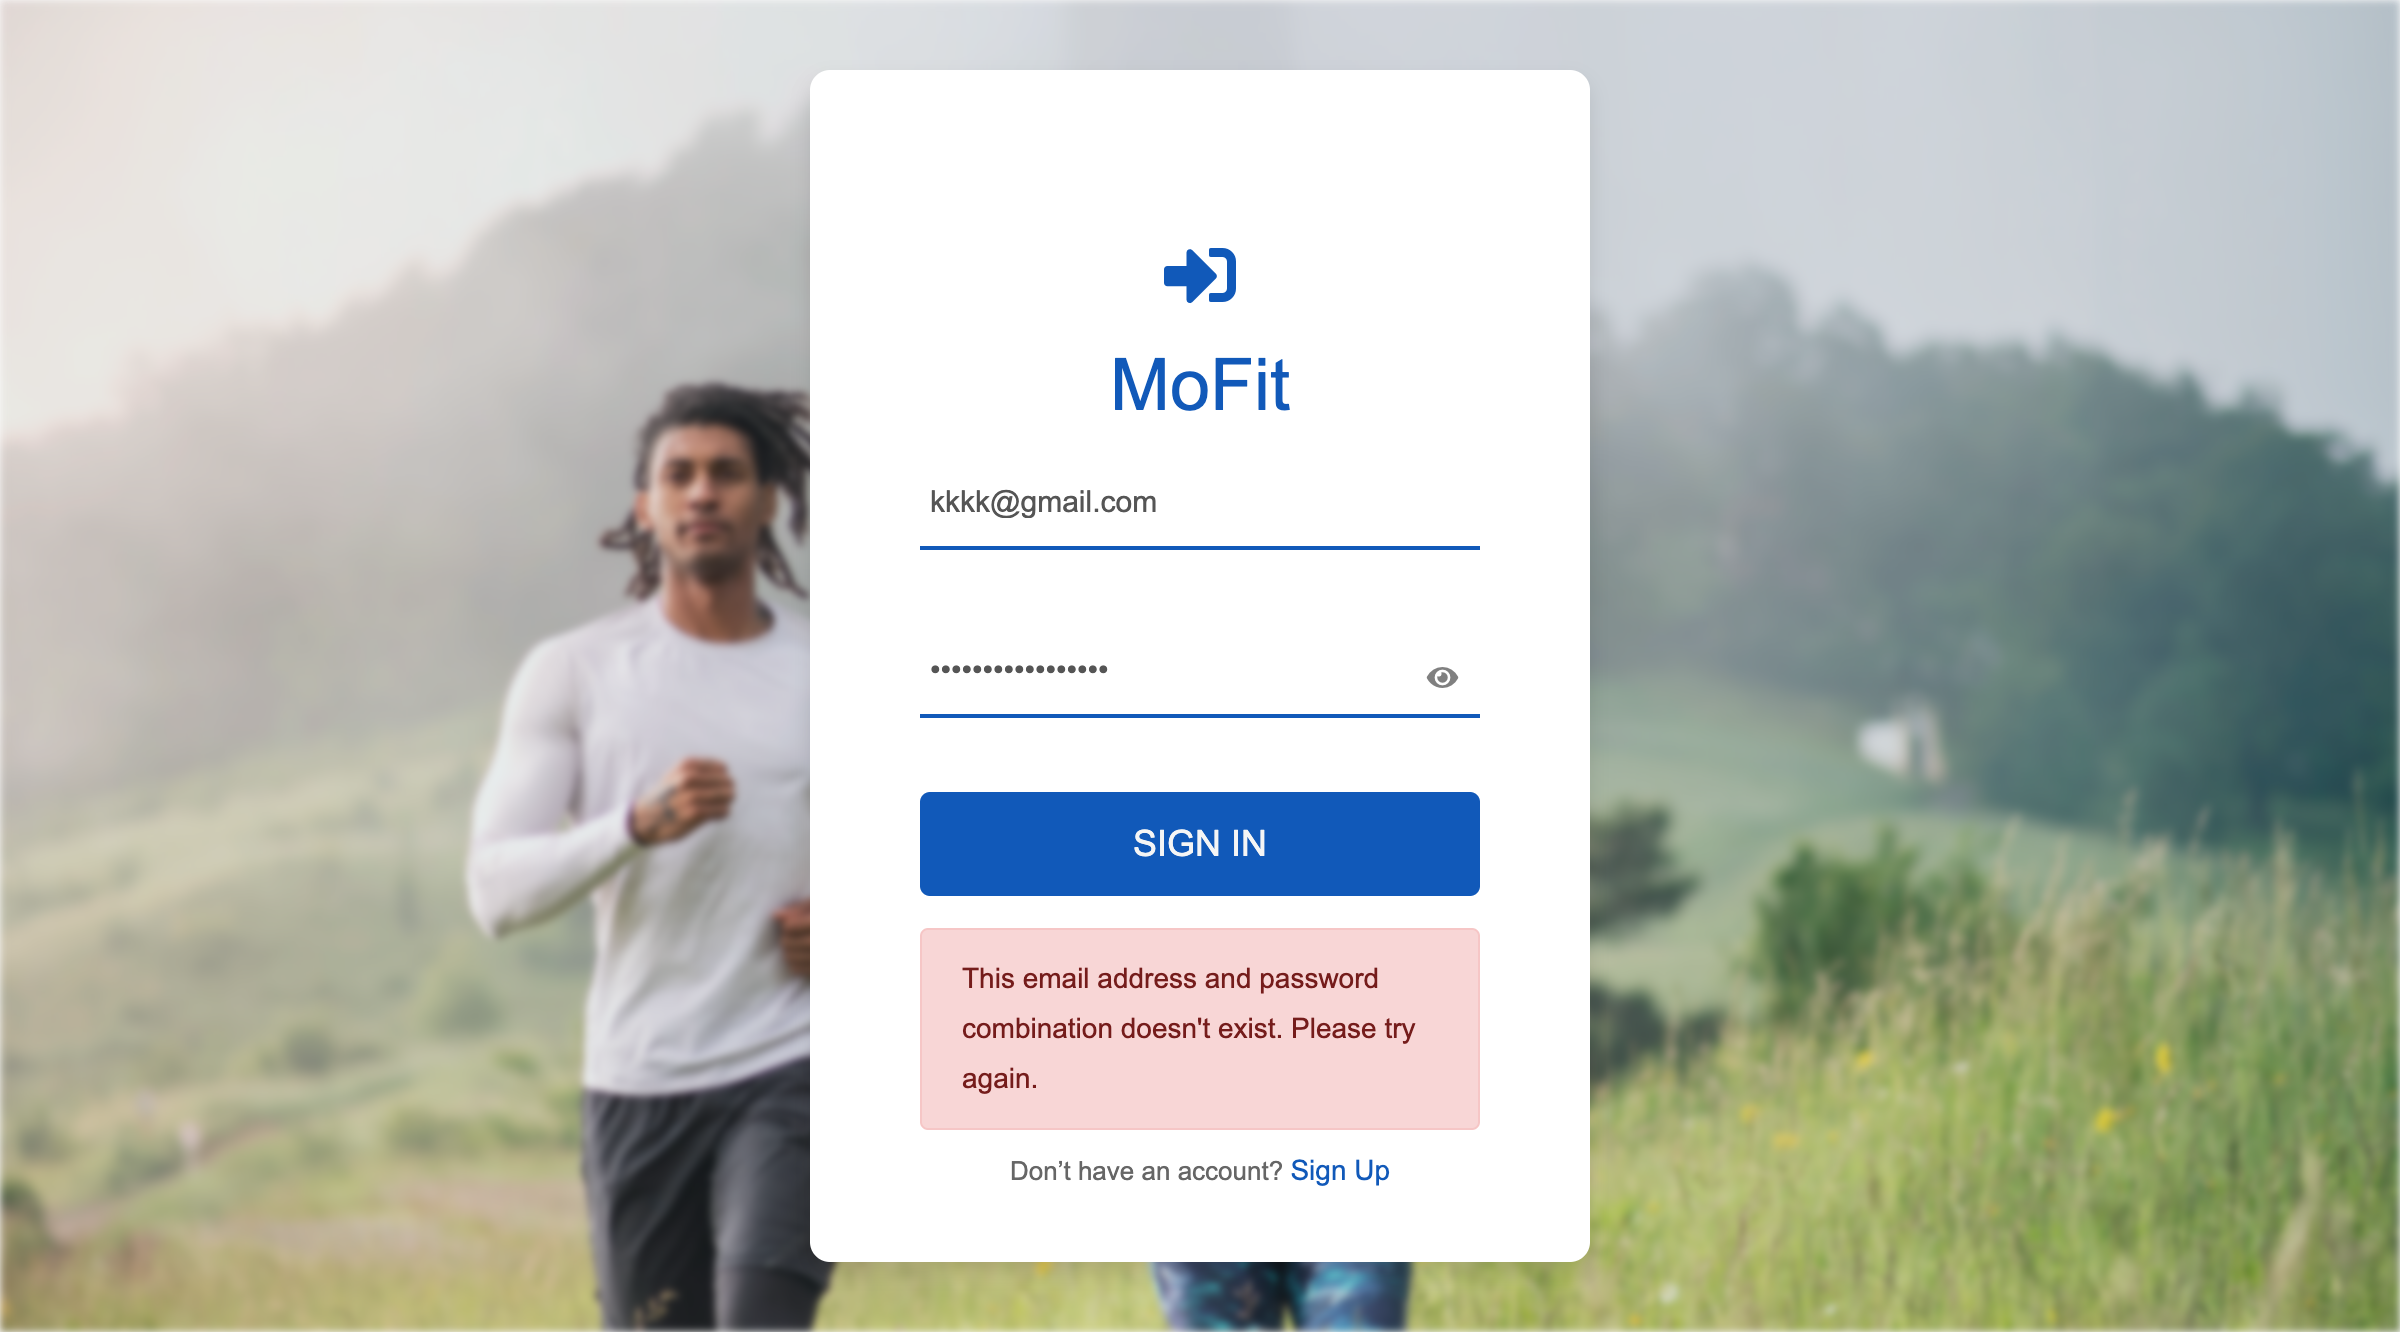 MoFit
kkkk@gmail.com
•••••••••••••••••
SIGN IN
This email address and password
combination doesn't exist. Please try
again.
Don’t have an account? Sign Up